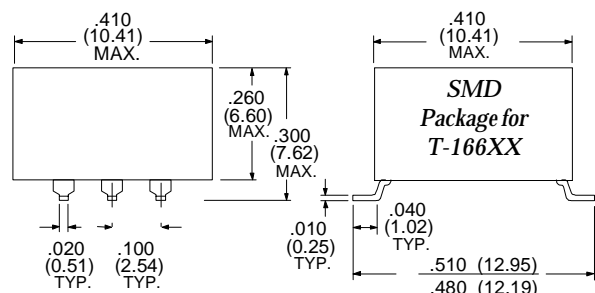 .410
(10.41)
MAX.
.260
(6.60)
MAX.
.300
(7.62)
MAX.
.020
(0.51)
TYP.
.100
(2.54)
TYP.
.410
(10.41)
MAX.
SMD
Package for
T-166XX
.010
(0.25)
TYP.
.040
(1.02)
TYP.
.510 (12.95)
.480 (12.19)